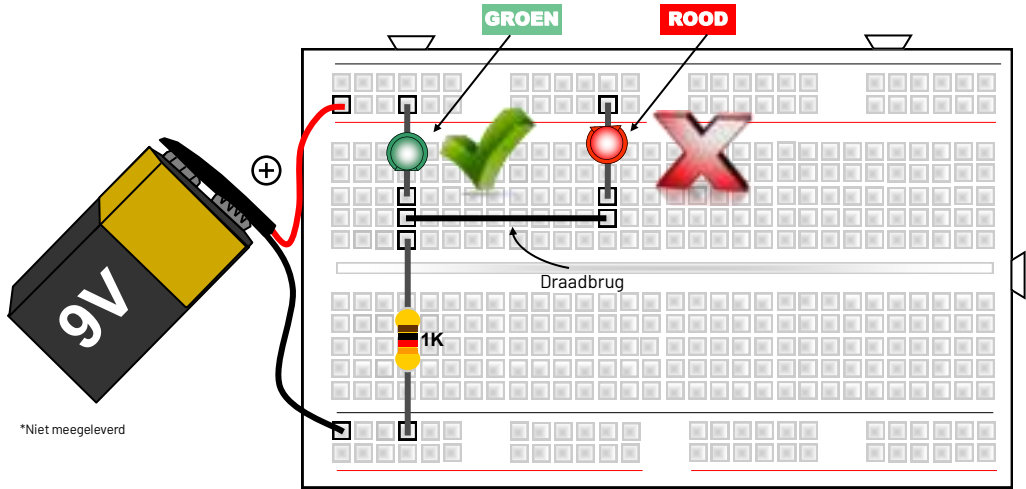 GROEN
ROOD
+
Draadbrug
9V
1K
*Niet meegeleverd